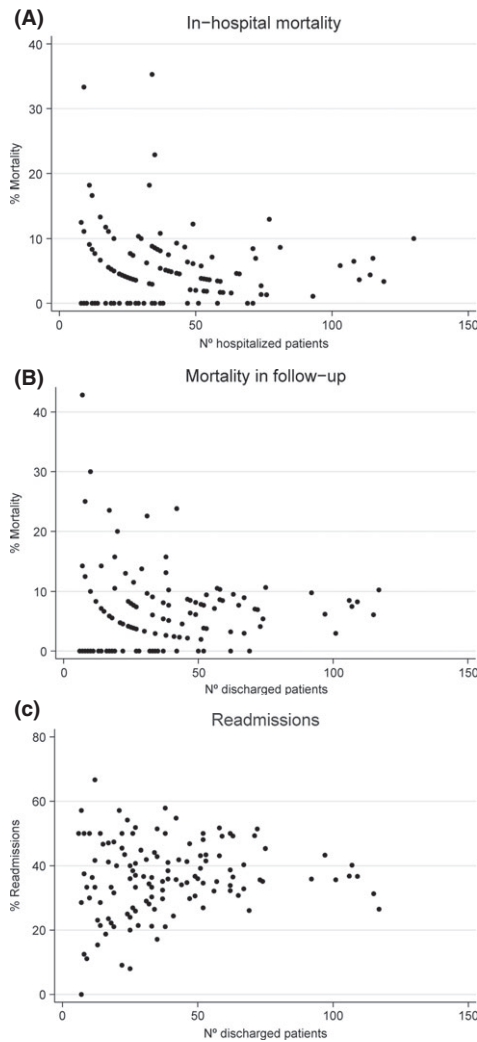 (A)
In-hospital mortality
40
30
20
10
0
% Mortality
0
50
100
150
Nº hospitalized patients
(B)
Mortality in follow-up
40
30
20
10
0
% Mortality
0
50
100
150
Nº discharged patients
(c)
Readmissions
80
60
40
20
0
% Readmissions
0
50
100
150
Nº discharged patients